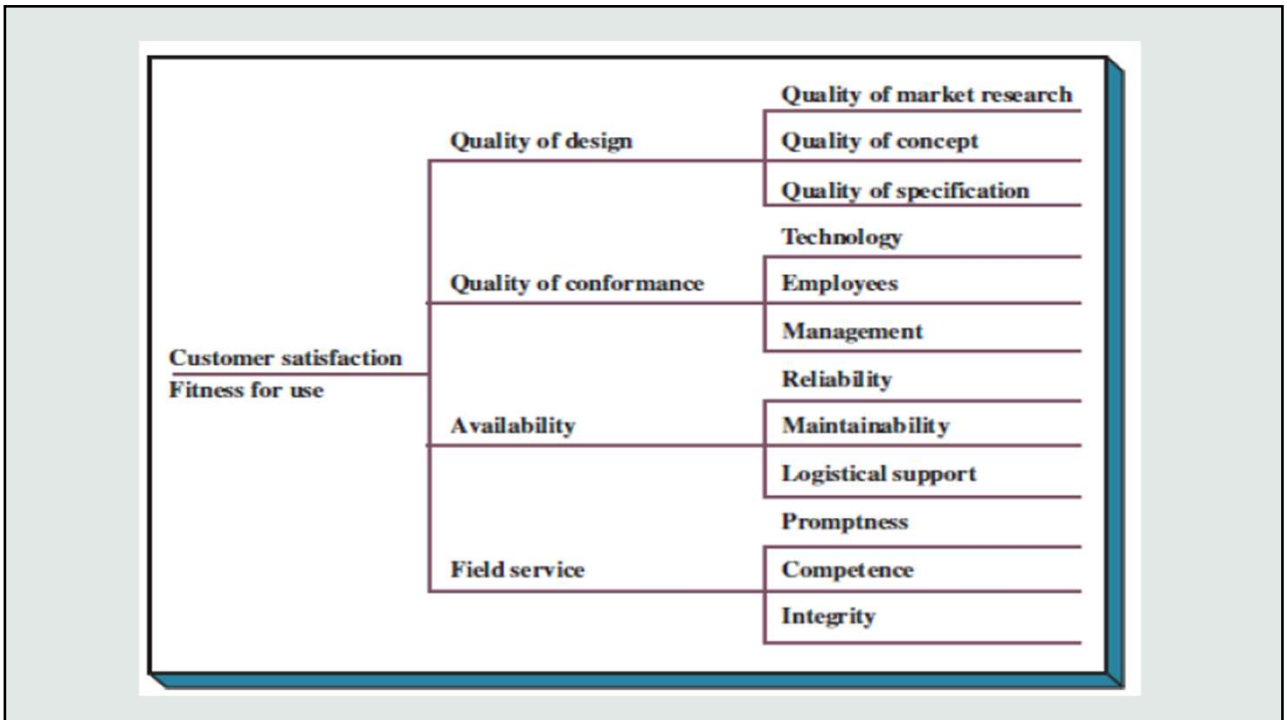 Customer satisfaction
Fitness for use
Quality of design
Quality of market research
Quality of concept
Quality of specification
Quality of conformance
Technology
Employees
Management
Availability
Reliability
Maintainability
Logistical support
Field service
Promptness
Competence
Integrity